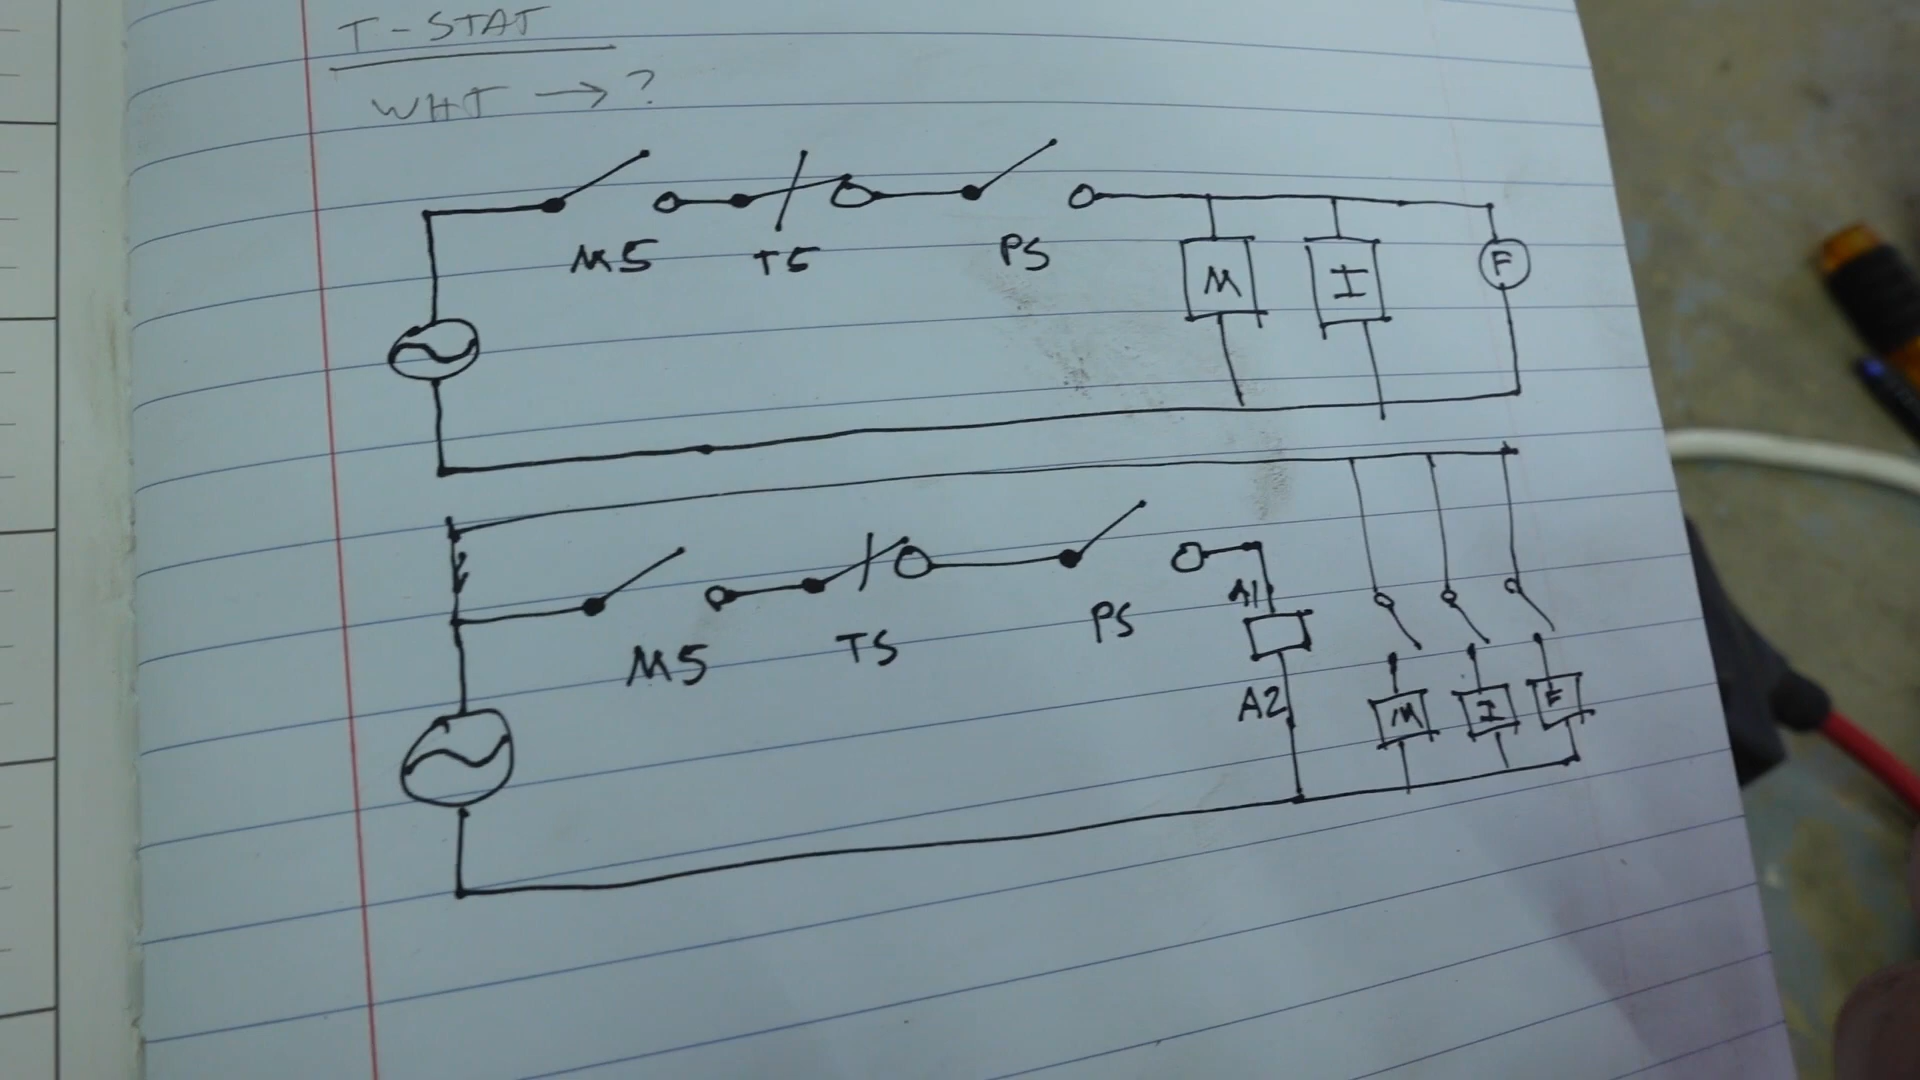 T-STAT
WHT → ?
MS TS PS
M I F
MS TS PS
A1
A2
M I F